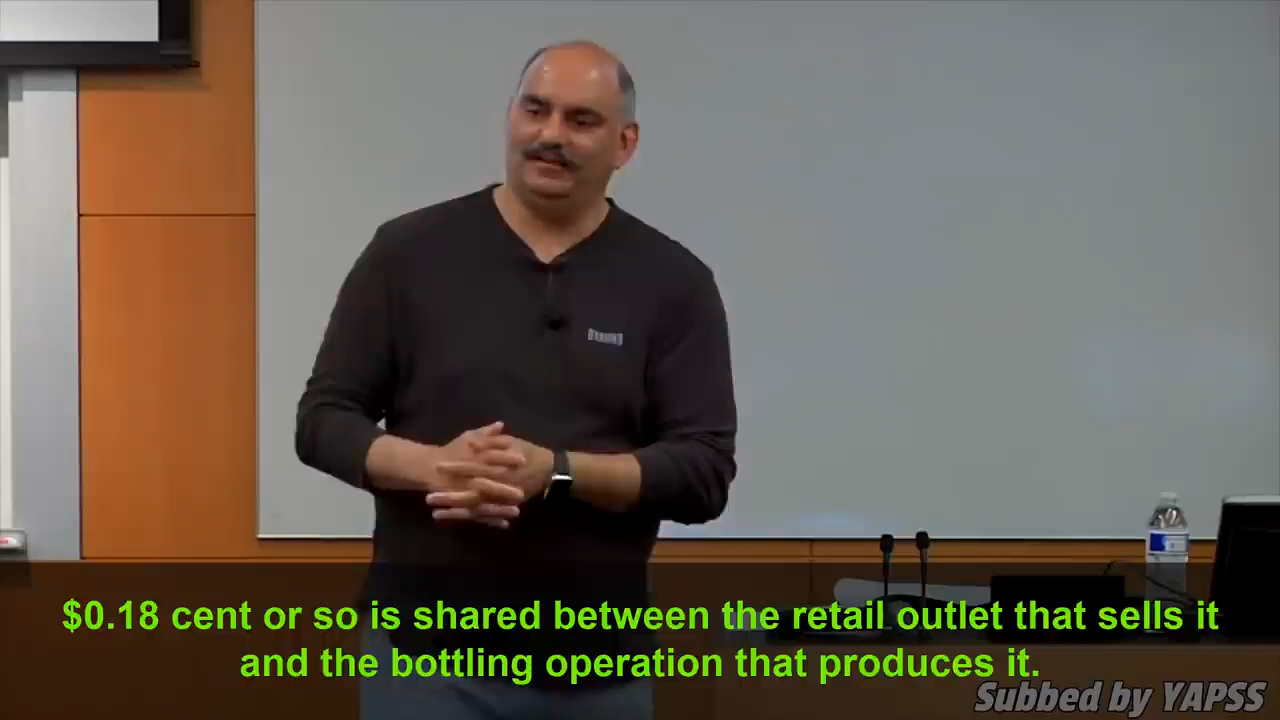 $0.18 cent or so is shared between the retail outlet that sells it
and the bottling operation that produces it.
Subbed by YAPSS